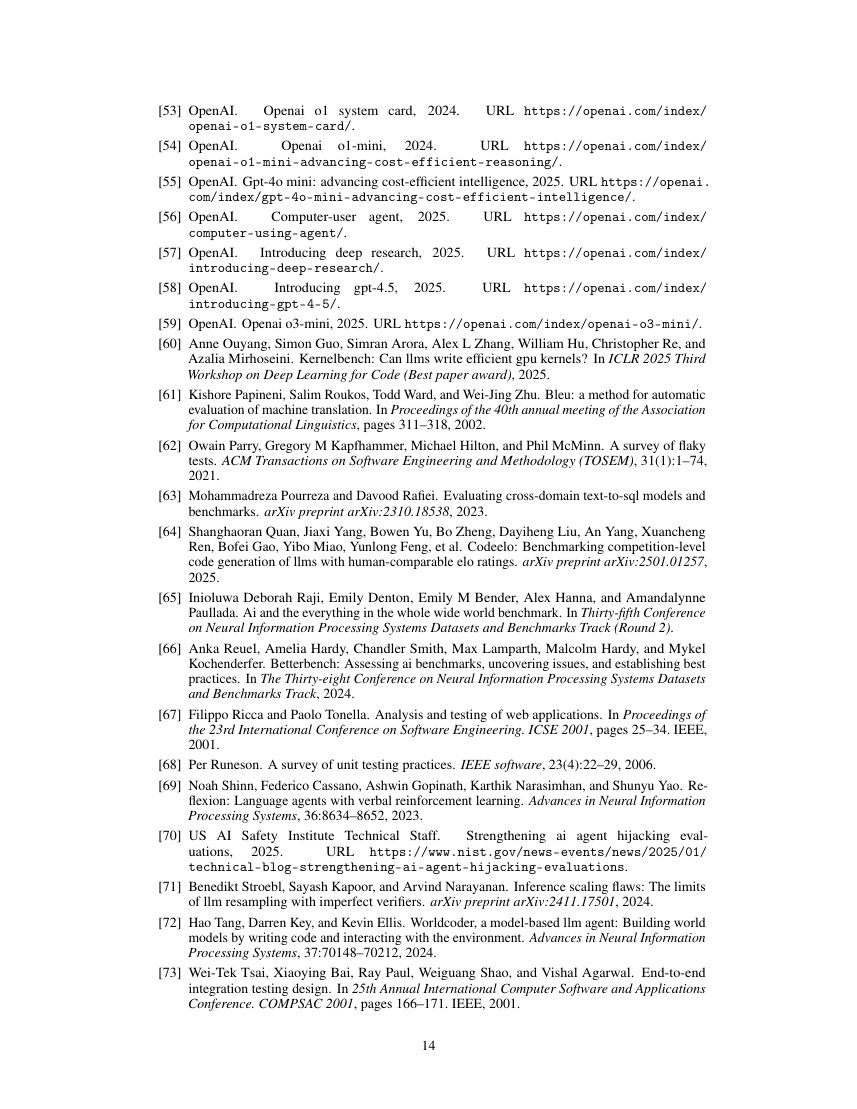 [53] OpenAI. Openai o1 system card, 2024. URL https://openai.com/index/
openai-o1-system-card/.
[54] OpenAI. Openai o1-mini, 2024. URL https://openai.com/index/
openai-o1-mini-advancing-cost-efficient-reasoning/.
[55] OpenAI. Gpt-4o mini: advancing cost-efficient intelligence, 2025. URL https://openai.
com/index/gpt-4o-mini-advancing-cost-efficient-intelligence/.
[56] OpenAI. Computer-user agent, 2025. URL https://openai.com/index/
computer-using-agent/.
[57] OpenAI. Introducing deep research, 2025. URL https://openai.com/index/
introducing-deep-research/.
[58] OpenAI. Introducing gpt-4.5, 2025. URL https://openai.com/index/
introducing-gpt-4-5/.
[59] OpenAI. Openai o3-mini, 2025. URL https://openai.com/index/openai-o3-mini/.
[60] Anne Ouyang, Simon Guo, Simran Arora, Alex L Zhang, William Hu, Christopher Re, and
Azalia Mirhoseini. Kernelbench: Can llms write efficient gpu kernels? In ICLR 2025 Third
Workshop on Deep Learning for Code (Best paper award), 2025.
[61] Kishore Papineni, Salim Roukos, Todd Ward, and Wei-Jing Zhu. Bleu: a method for automatic
evaluation of machine translation. In Proceedings of the 40th annual meeting of the Association
for Computational Linguistics, pages 311–318, 2002.
[62] Owain Parry, Gregory M Kapfhammer, Michael Hilton, and Phil McMinn. A survey of flaky
tests. ACM Transactions on Software Engineering and Methodology (TOSEM), 31(1):1–74,
2021.
[63] Mohammadreza Pourreza and Davood Rafiei. Evaluating cross-domain text-to-sql models and
benchmarks. arXiv preprint arXiv:2310.18538, 2023.
[64] Shanghaoran Quan, Jiaxi Yang, Bowen Yu, Bo Zheng, Dayiheng Liu, An Yang, Xuancheng
Ren, Bofei Gao, Yibo Miao, Yunlong Feng, et al. Codeelo: Benchmarking competition-level
code generation of llms with human-comparable elo ratings. arXiv preprint arXiv:2501.01257,
2025.
[65] Inioluwa Deborah Raji, Emily Denton, Emily M Bender, Alex Hanna, and Amandalynne
Paullada. Ai and the everything in the whole wide world benchmark. In Thirty-fifth Conference
on Neural Information Processing Systems Datasets and Benchmarks Track (Round 2).
[66] Anka Reuel, Amelia Hardy, Chandler Smith, Max Lamparth, Malcolm Hardy, and Mykel
Kochenderfer. Betterbench: Assessing ai benchmarks, uncovering issues, and establishing best
practices. In The Thirty-eight Conference on Neural Information Processing Systems Datasets
and Benchmarks Track, 2024.
[67] Filippo Ricca and Paolo Tonella. Analysis and testing of web applications. In Proceedings of
the 23rd International Conference on Software Engineering. ICSE 2001, pages 25–34. IEEE,
2001.
[68] Per Runeson. A survey of unit testing practices. IEEE software, 23(4):22–29, 2006.
[69] Noah Shinn, Federico Cassano, Ashwin Gopinath, Karthik Narasimhan, and Shunyu Yao. Re-
flexion: Language agents with verbal reinforcement learning. Advances in Neural Information
Processing Systems, 36:8634–8652, 2023.
[70] US AI Safety Institute Technical Staff. Strengthening ai agent hijacking eval-
uations, 2025. URL https://www.nist.gov/news-events/news/2025/01/
technical-blog-strengthening-ai-agent-hijacking-evaluations.
[71] Benedikt Stroebl, Sayash Kapoor, and Arvind Narayanan. Inference scaling flaws: The limits
of llm resampling with imperfect verifiers. arXiv preprint arXiv:2411.17501, 2024.
[72] Hao Tang, Darren Key, and Kevin Ellis. Worldcoder, a model-based llm agent: Building world
models by writing code and interacting with the environment. Advances in Neural Information
Processing Systems, 37:70148–70212, 2024.
[73] Wei-Tek Tsai, Xiaoying Bai, Ray Paul, Weiguang Shao, and Vishal Agarwal. End-to-end
integration testing design. In 25th Annual International Computer Software and Applications
Conference. COMPSAC 2001, pages 166–171. IEEE, 2001.
14